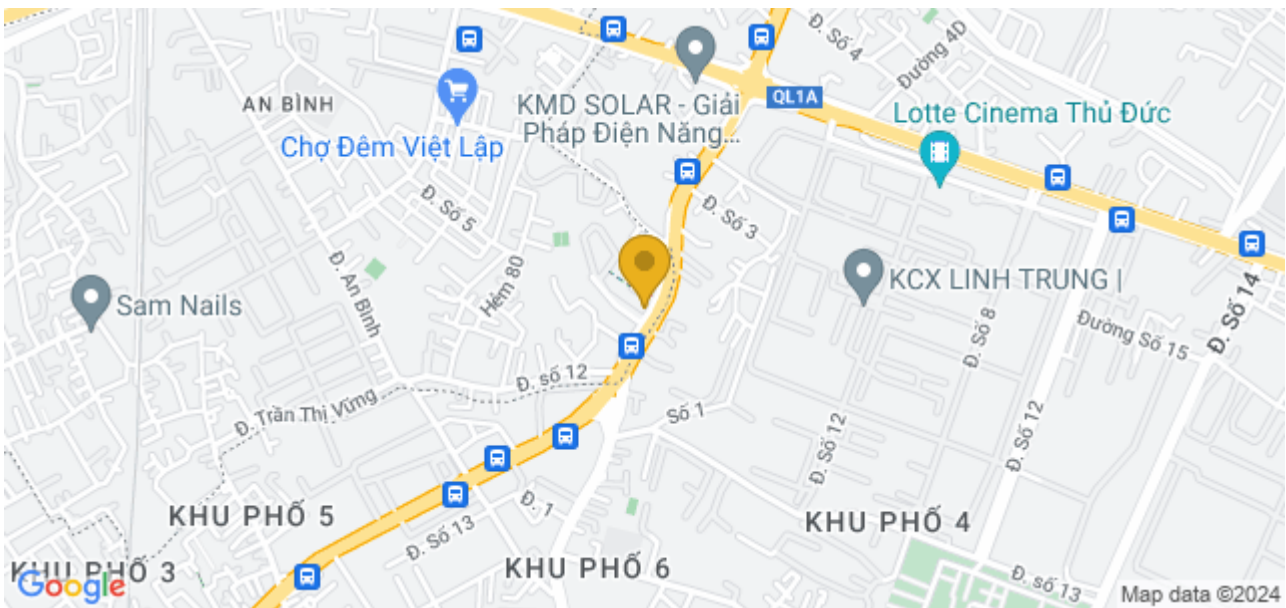 Đ. Số 4
Đường 4D
AN BÌNH
KMD SOLAR - Giải
Pháp Điện Năng...
QL1A
Lotte Cinema Thủ Đức
Chợ Đêm Việt Lập
Đ. Số 5
Đ. Số 3
Đ. An Bình
Hẻm 80
KCX LINH TRUNG |
Sam Nails
Đ. Số 8
Đường Số 15
Đ. Số 14
Đ. số 12
Đ. Trần Thị Vững
Số 1
Đ. Số 12
Đ. Số 12
Đ. 1
KHU PHỐ 5
Đ. Số 13
KHU PHỐ 4
KHU PHỐ 6
KHU PHỐ 3
Google
Đ. số 13
Map data ©2024